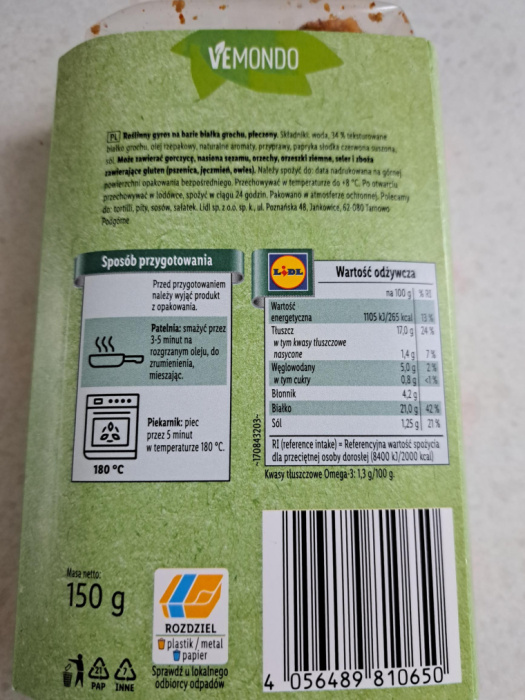 VEMONDO
PL Roślinny gyros na bazie białka grochu, pieczony. Składniki: woda, 34 % teksturowane
białko grochu, olej rzepakowy, naturalne aromaty, przyprawy, papryka słodka czerwona suszona,
sól. Może zawierać gorczycę, nasiona sezamu, orzechy, orzeszki ziemne, seler i zboża
zawierające gluten (pszenica, jęczmień, owies). Należy spożyć do: data nadrukowana na górnej
powierzchni opakowania bezpośredniego. Przechowywać w temperaturze do +8 °C. Po otwarciu
przechowywać w lodówce, spożyć w ciągu 24 godzin. Pakowano w atmosferze ochronnej. Polecamy
do: tortilli, pity, sosów, sałatek. Lidl sp. z o.o. sp. k., ul. Poznańska 48, Jankowice, 62-080 Tarnowo
Podgórne
Sposób przygotowania
Przed przygotowaniem
należy wyjąć produkt
z opakowania.
Patelnia: smażyć przez
3-5 minut na
rozgrzanym oleju, do
zrumienienia,
mieszając.
Piekarnik: piec
przez 5 minut
w temperaturze 180 °C.
180 °C
LIDL
Wartość odżywcza
na 100 g % RI
Wartość
energetyczna 1105 kJ/265 kcal 13 %
Tłuszcz 17,0 g 24 %
w tym kwasy tłuszczowe
nasycone 1,4 g 7 %
Węglowodany 5,0 g 2 %
w tym cukry 0,8 g <1 %
Błonnik 4,2 g
Białko 21,0 g 42 %
Sól 1,25 g 21 %
RI (reference intake) = Referencyjna wartość spożycia
dla przeciętnej osoby dorosłej (8400 kJ/2000 kcal)
Kwasy tłuszczowe Omega-3: 1,3 g/100 g.
-170843203-
Masa netto:
150 g
ROZDZIEL
plastik / metal
papier
Sprawdź u lokalnego
odbiorcy odpadów
PAP INNE
4 056489 810650